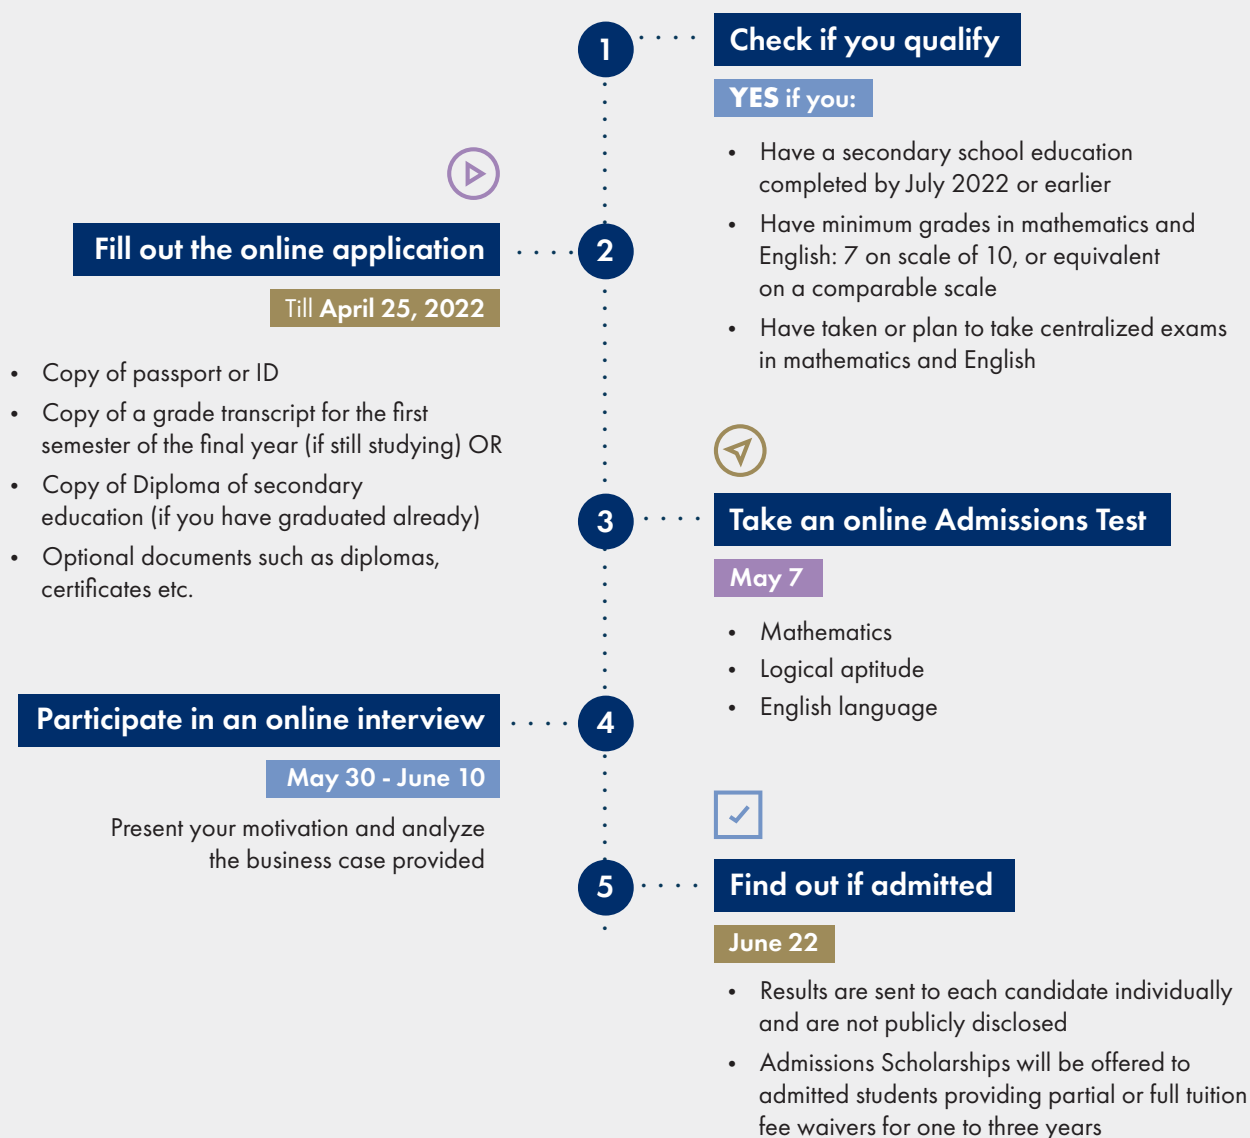 1
Check if you qualify
YES if you:
• Have a secondary school education
completed by July 2022 or earlier
• Have minimum grades in mathematics and
English: 7 on scale of 10, or equivalent
on a comparable scale
• Have taken or plan to take centralized exams
in mathematics and English
2
Fill out the online application
Till April 25, 2022
• Copy of passport or ID
• Copy of a grade transcript for the first
semester of the final year (if still studying) OR
• Copy of Diploma of secondary
education (if you have graduated already)
• Optional documents such as diplomas,
certificates etc.
3
Take an online Admissions Test
May 7
• Mathematics
• Logical aptitude
• English language
4
Participate in an online interview
May 30 - June 10
Present your motivation and analyze
the business case provided
5
Find out if admitted
June 22
• Results are sent to each candidate individually
and are not publicly disclosed
• Admissions Scholarships will be offered to
admitted students providing partial or full tuition
fee waivers for one to three years